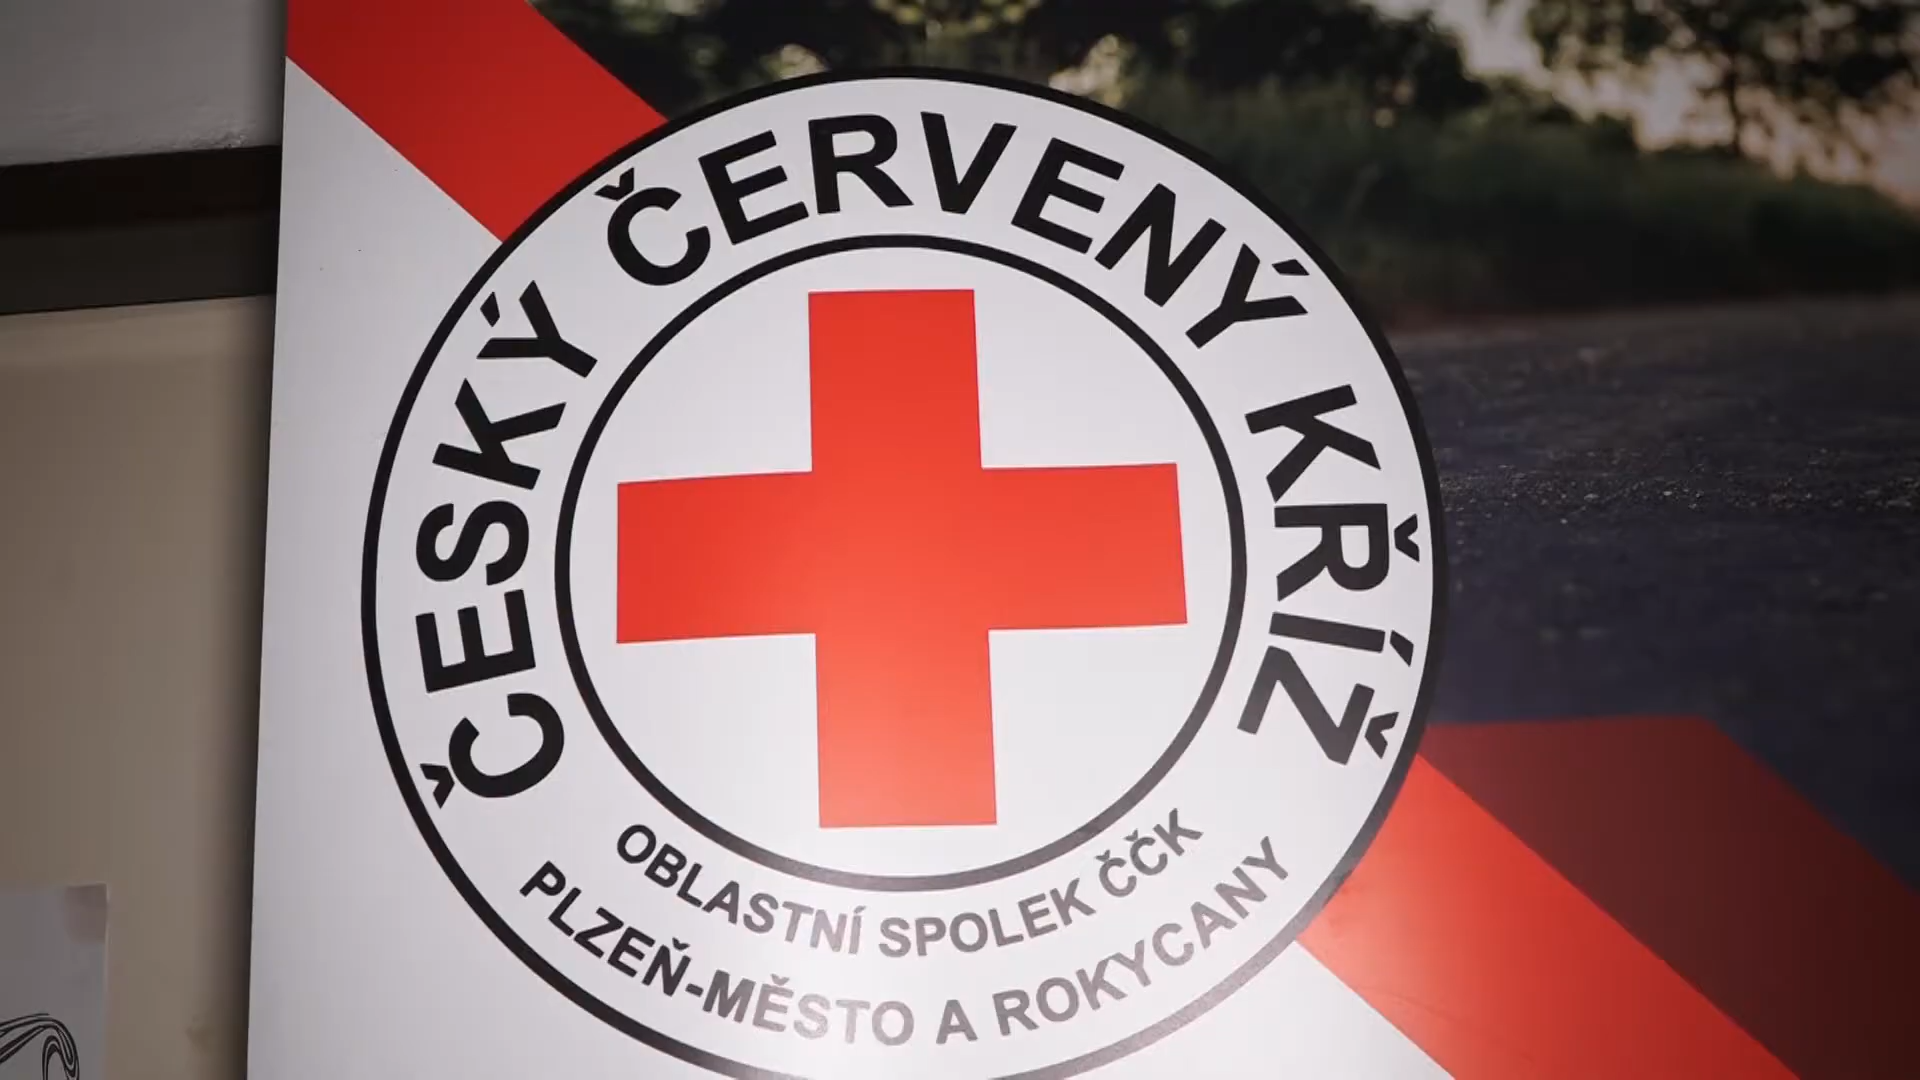 ČESKÝ ČERVENÝ KŘÍŽ
OBLASTNÍ SPOLEK ČČK
PLZEŇ-MĚSTO A ROKYCANY